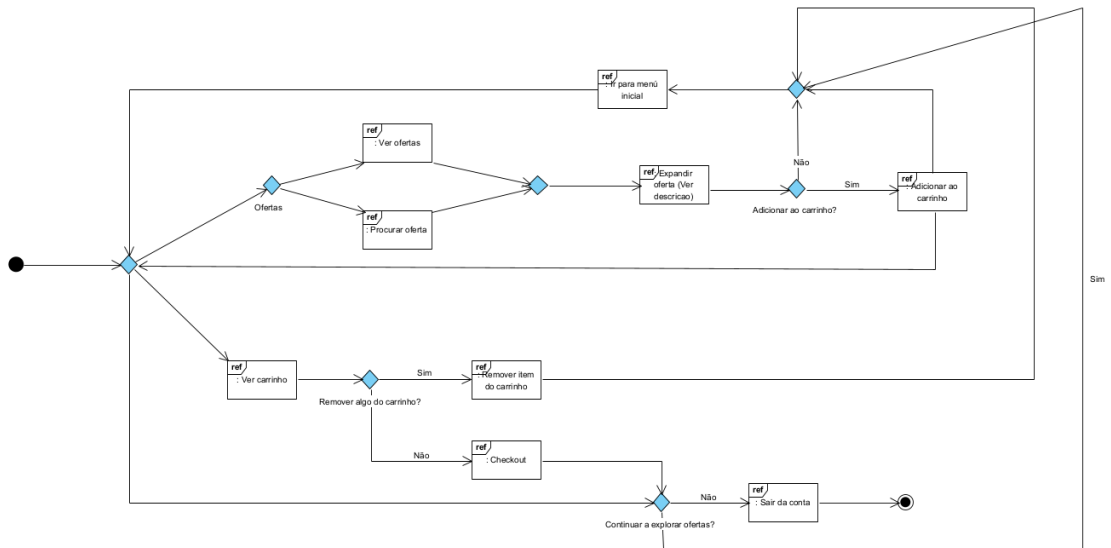 ref
: Ir para menú
inicial
ref
: Ver ofertas
Não
ref
: Expandir
oferta (Ver
descricao)
Sim
ref
: Adicionar ao
carrinho
Ofertas
Adicionar ao carrinho?
ref
: Procurar oferta
Sim
ref
: Ver carrinho
Sim
ref
: Remover item
do carrinho
Remover algo do carrinho?
Não
ref
: Checkout
Não
ref
: Sair da conta
Continuar a explorar ofertas?